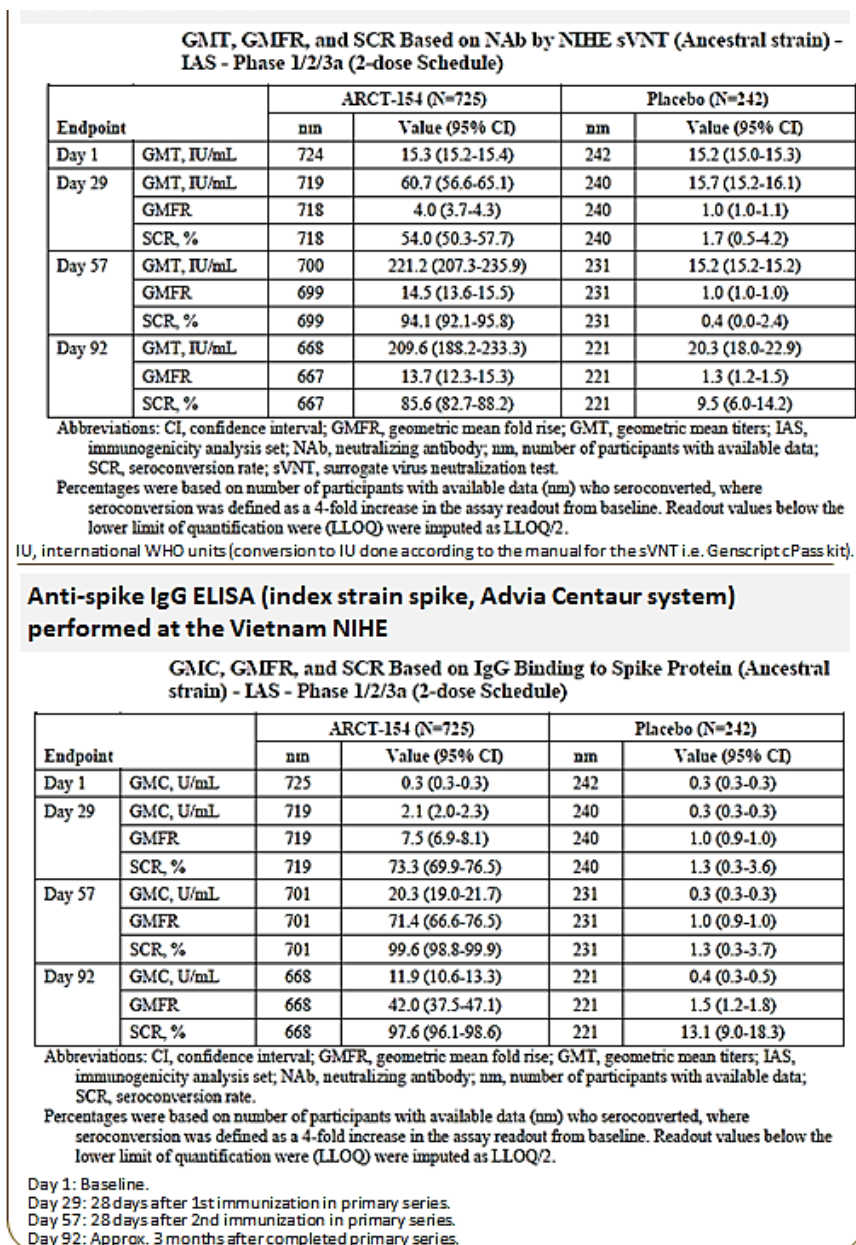 GMT, GMFR, and SCR Based on NAb by NIHE sVNT (Ancestral strain) –
IAS - Phase 1/2/3a (2-dose Schedule)
ARCT-154 (N=725) Placebo (N=242)
Endpoint nm Value (95% CI) nm Value (95% CI)
Day 1 GMT, IU/mL 724 15.3 (15.2-15.4) 242 15.2 (15.0-15.3)
Day 29 GMT, IU/mL 719 60.7 (56.6-65.1) 240 15.7 (15.2-16.1)
GMFR 718 4.0 (3.7-4.3) 240 1.0 (1.0-1.1)
SCR, % 718 54.0 (50.3-57.7) 240 1.7 (0.5-4.2)
Day 57 GMT, IU/mL 700 221.2 (207.3-235.9) 231 15.2 (15.2-15.2)
GMFR 699 14.5 (13.6-15.5) 231 1.0 (1.0-1.0)
SCR, % 699 94.1 (92.1-95.8) 231 0.4 (0.0-2.4)
Day 92 GMT, IU/mL 668 209.6 (188.2-233.3) 221 20.3 (18.0-22.9)
GMFR 667 13.7 (12.3-15.3) 221 1.3 (1.2-1.5)
SCR, % 667 85.6 (82.7-88.2) 221 9.5 (6.0-14.2)
Abbreviations: CI, confidence interval; GMFR, geometric mean fold rise; GMT, geometric mean titers; IAS,
immunogenicity analysis set; NAb, neutralizing antibody; nm, number of participants with available data;
SCR, seroconversion rate; sVNT, surrogate virus neutralization test.
Percentages were based on number of participants with available data (nm) who seroconverted, where
seroconversion was defined as a 4-fold increase in the assay readout from baseline. Readout values below the
lower limit of quantification were (LLOQ) were imputed as LLOQ/2.
IU, international WHO units (conversion to IU done according to the manual for the sVNT i.e. Genscript cPass kit).
Anti-spike IgG ELISA (index strain spike, Advia Centaur system)
performed at the Vietnam NIHE
GMC, GMFR, and SCR Based on IgG Binding to Spike Protein (Ancestral
strain) - IAS - Phase 1/2/3a (2-dose Schedule)
ARCT-154 (N=725) Placebo (N=242)
Endpoint nm Value (95% CI) nm Value (95% CI)
Day 1 GMC, U/mL 725 0.3 (0.3-0.3) 242 0.3 (0.3-0.3)
Day 29 GMC, U/mL 719 2.1 (2.0-2.3) 240 0.3 (0.3-0.3)
GMFR 719 7.5 (6.9-8.1) 240 1.0 (0.9-1.0)
SCR, % 719 73.3 (69.9-76.5) 240 1.3 (0.3-3.6)
Day 57 GMC, U/mL 701 20.3 (19.0-21.7) 231 0.3 (0.3-0.3)
GMFR 701 71.4 (66.6-76.5) 231 1.0 (0.9-1.0)
SCR, % 701 99.6 (98.8-99.9) 231 1.3 (0.3-3.7)
Day 92 GMC, U/mL 668 11.9 (10.6-13.3) 221 0.4 (0.3-0.5)
GMFR 668 42.0 (37.5-47.1) 221 1.5 (1.2-1.8)
SCR, % 668 97.6 (96.1-98.6) 221 13.1 (9.0-18.3)
Abbreviations: CI, confidence interval; GMFR, geometric mean fold rise; GMT, geometric mean titers; IAS,
immunogenicity analysis set; NAb, neutralizing antibody; nm, number of participants with available data;
SCR, seroconversion rate.
Percentages were based on number of participants with available data (nm) who seroconverted, where
seroconversion was defined as a 4-fold increase in the assay readout from baseline. Readout values below the
lower limit of quantification were (LLOQ) were imputed as LLOQ/2.
Day 1: Baseline.
Day 29: 28 days after 1st immunization in primary series.
Day 57: 28 days after 2nd immunization in primary series.
Day 92: Approx. 3 months after completed primary series.